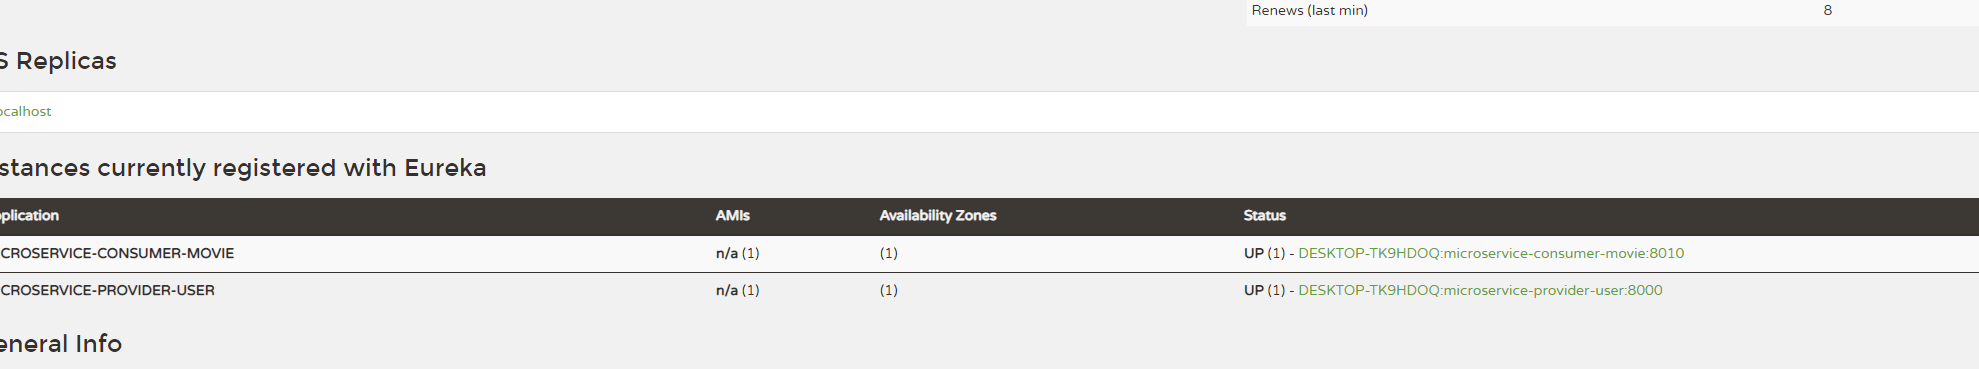 Renews (last min) 8
S Replicas
ocalhost
stances currently registered with Eureka
plication AMIs Availability Zones Status
CROSERVICE-CONSUMER-MOVIE n/a (1) (1) UP (1) - DESKTOP-TK9HDOQ:microservice-consumer-movie:8010
CROSERVICE-PROVIDER-USER n/a (1) (1) UP (1) - DESKTOP-TK9HDOQ:microservice-provider-user:8000
eneral Info